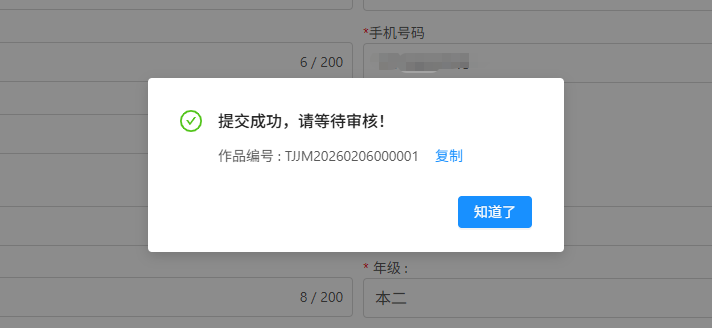 *手机号码
6 / 200
提交成功，请等待审核！
作品编号 : TJJM20260206000001 复制
知道了
* 年级 :
8 / 200
本二